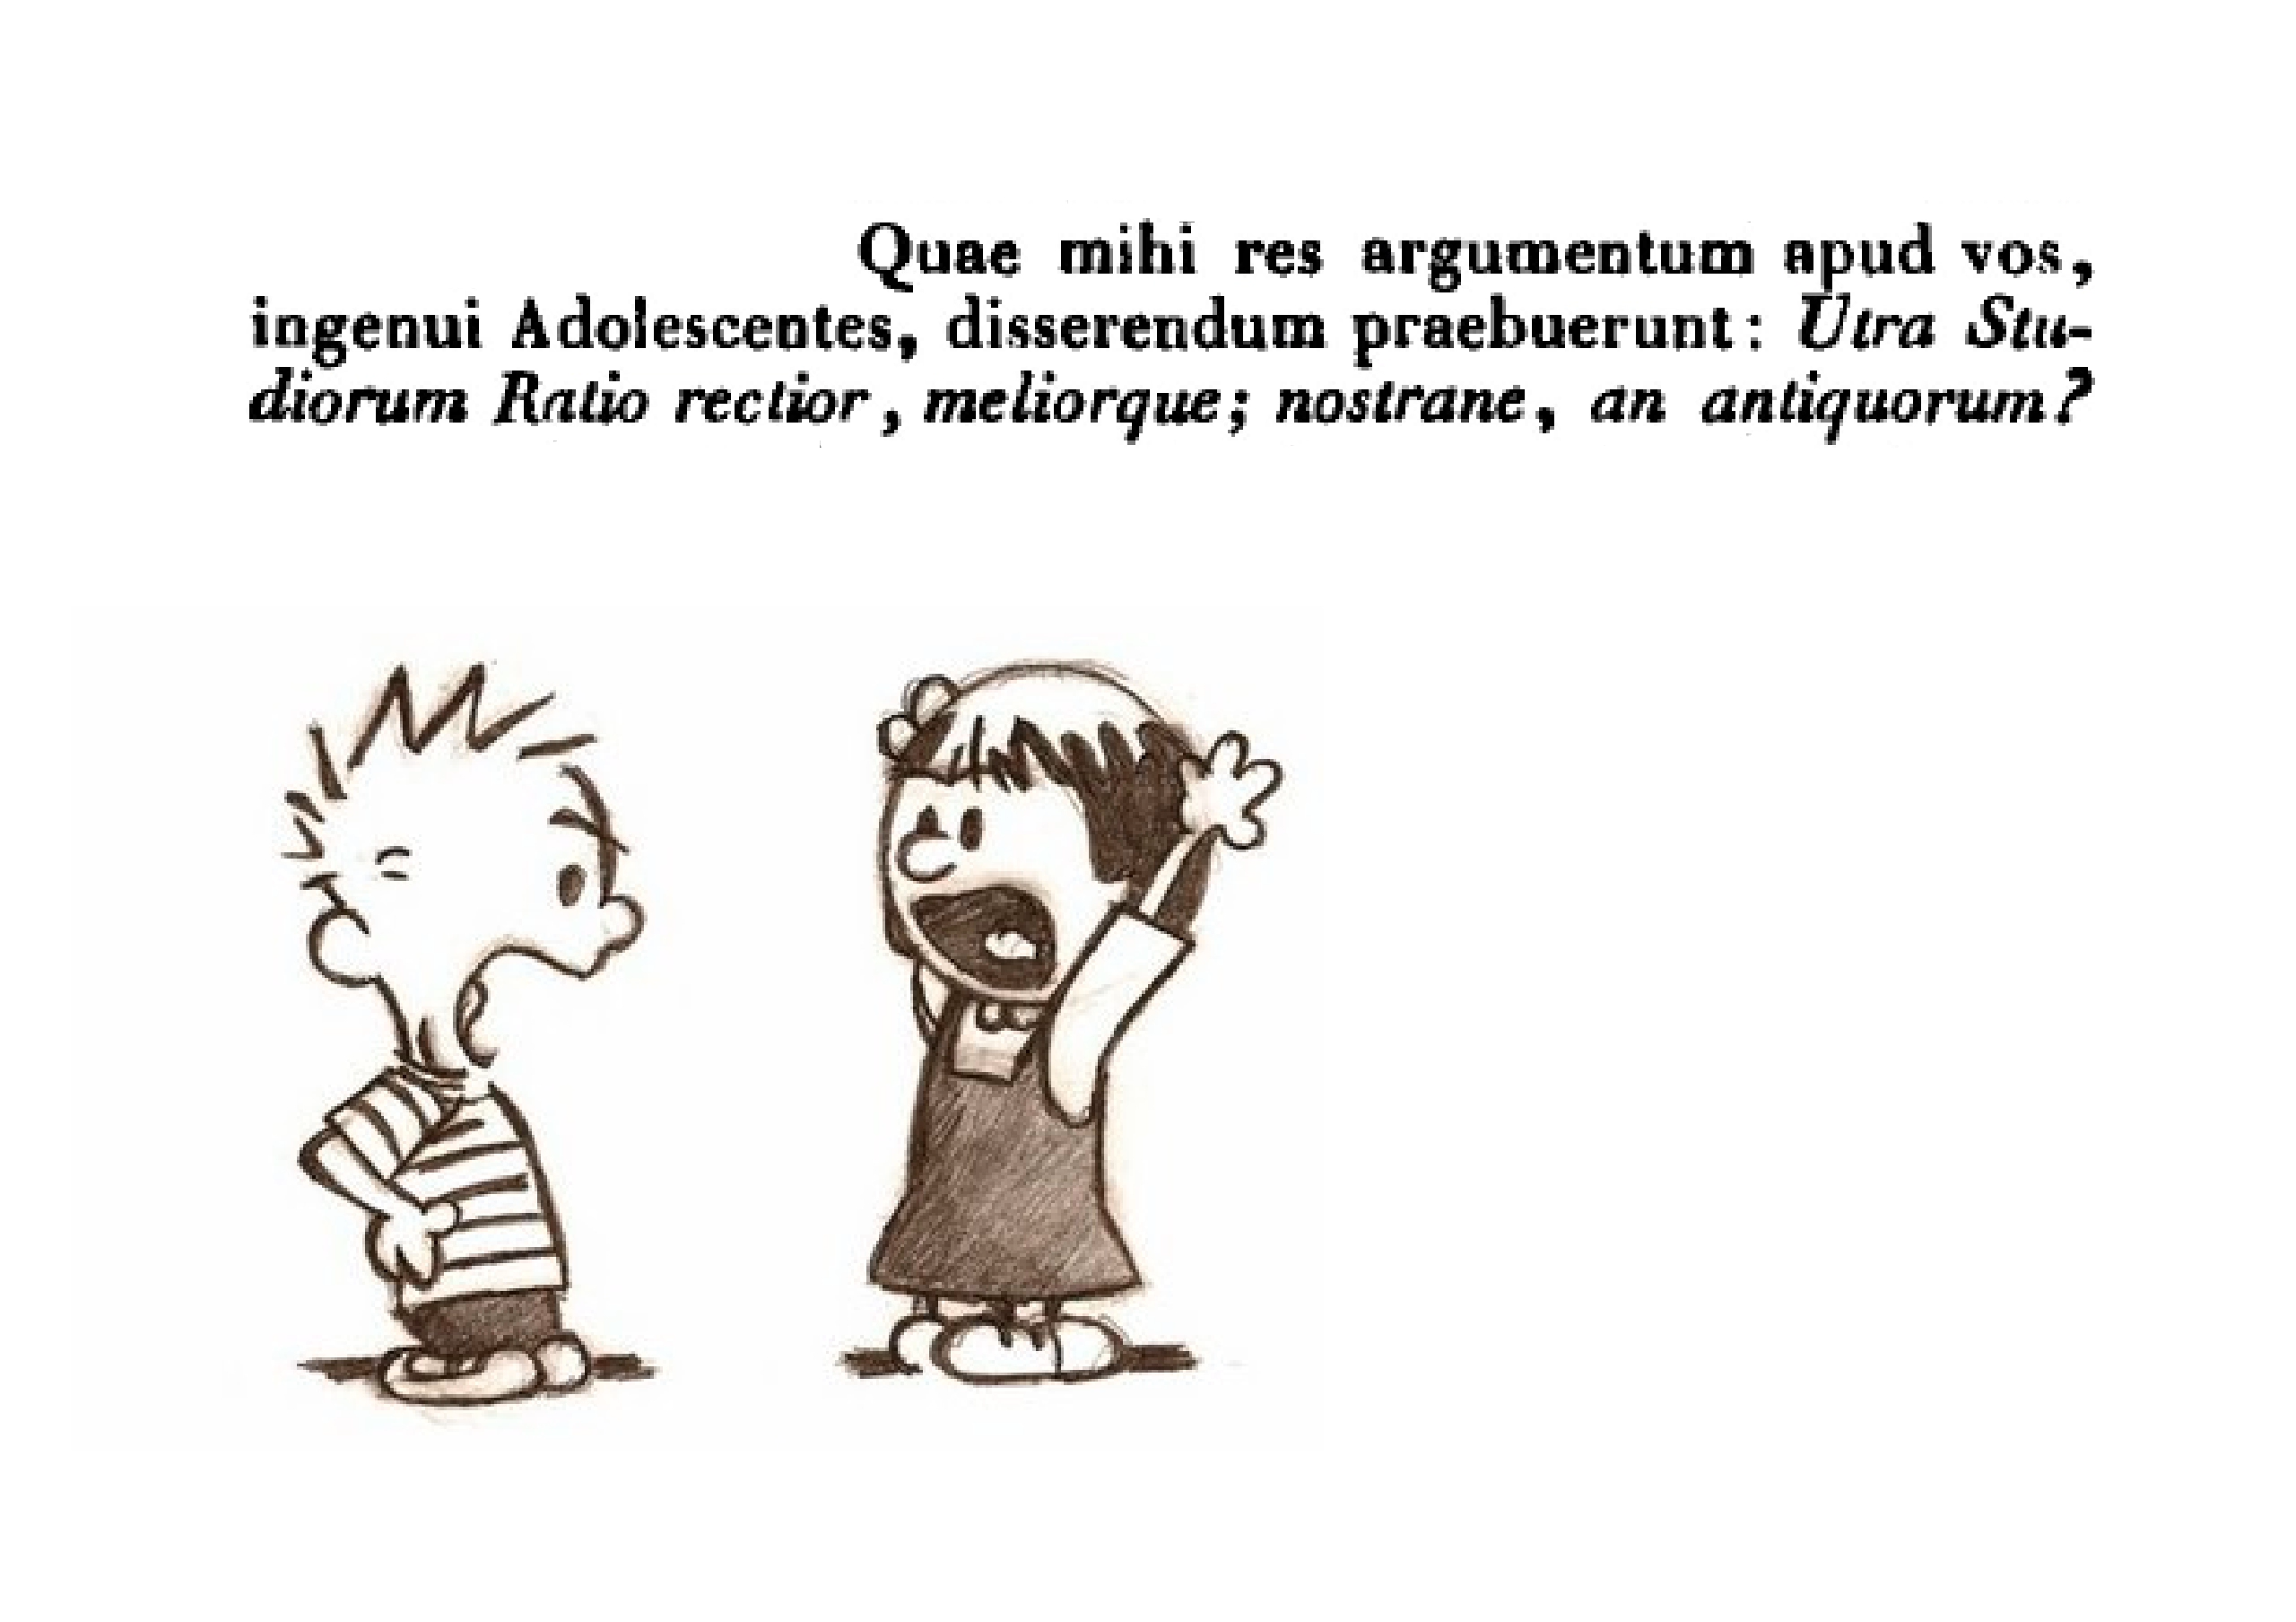 Quae mihi res argumentum apud vos,
ingenui Adolescentes, disserendum praebuerunt: Utra Stu-
diorum Ratio rectior, meliorque; nostrane, an antiquorum?